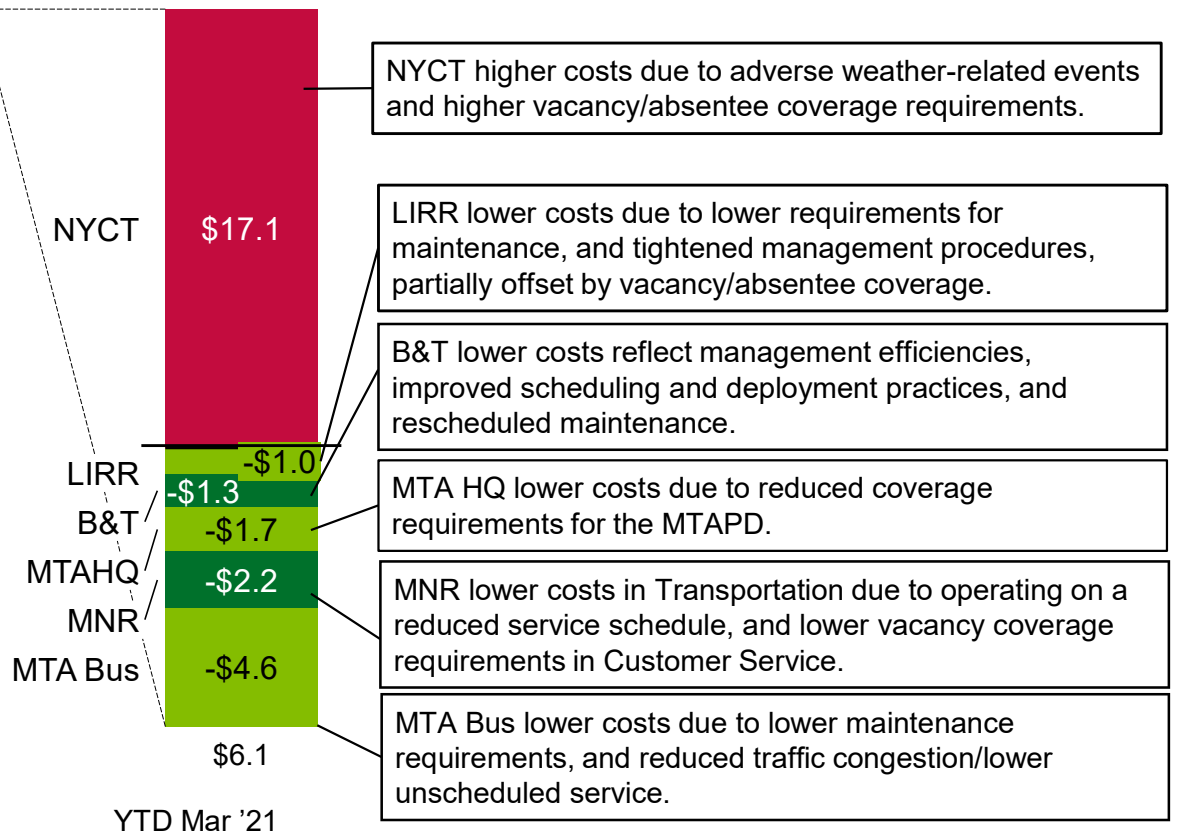 NYCT higher costs due to adverse weather-related events
and higher vacancy/absentee coverage requirements.
NYCT
$17.1
LIRR lower costs due to lower requirements for
maintenance, and tightened management procedures,
partially offset by vacancy/absentee coverage.
B&T lower costs reflect management efficiencies,
improved scheduling and deployment practices, and
rescheduled maintenance.
LIRR
-$1.0
B&T
-$1.3
MTA HQ lower costs due to reduced coverage
requirements for the MTAPD.
MTAHQ
-$1.7
MNR
-$2.2
MNR lower costs in Transportation due to operating on a
reduced service schedule, and lower vacancy coverage
requirements in Customer Service.
MTA Bus
-$4.6
MTA Bus lower costs due to lower maintenance
requirements, and reduced traffic congestion/lower
unscheduled service.
$6.1
YTD Mar ’21